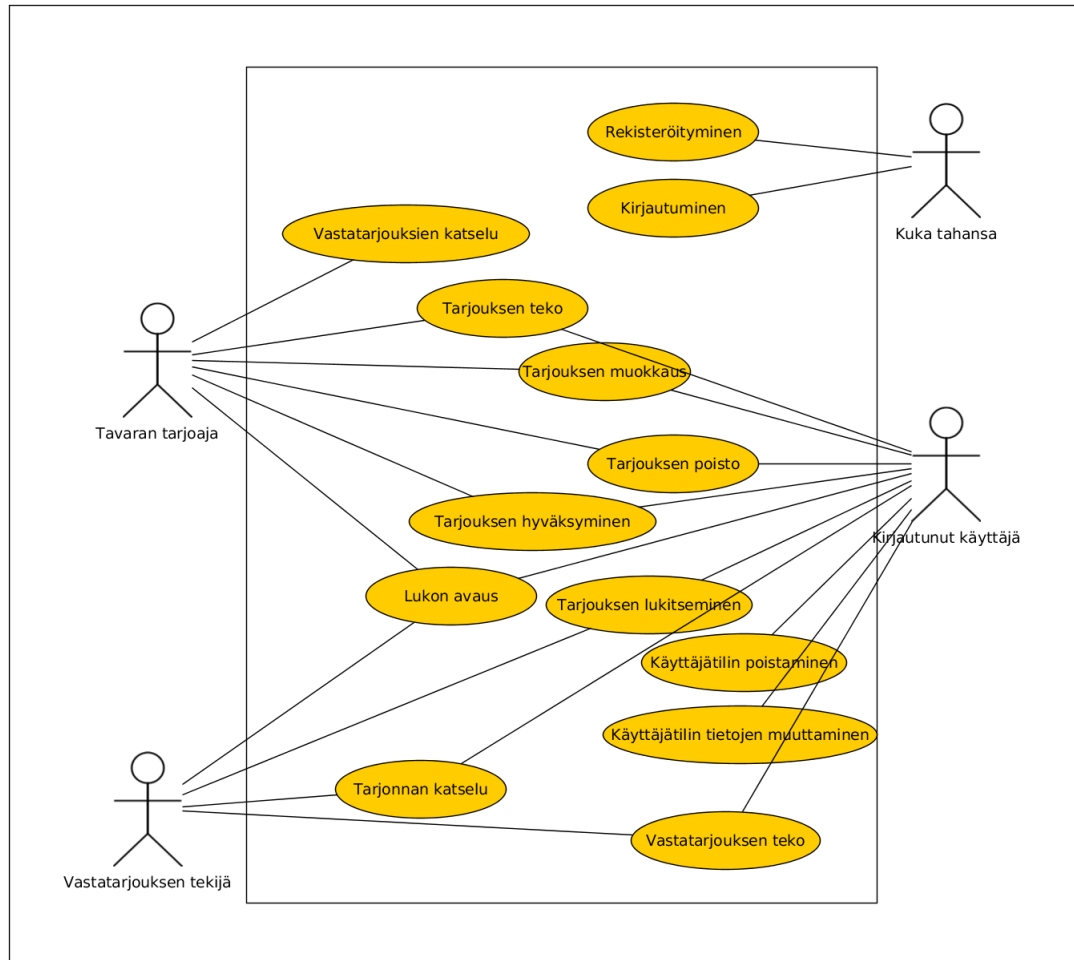 Rekisteröityminen
Kirjautuminen
Kuka tahansa
Vastatarjouksien katselu
Tarjouksen teko
Tarjouksen muokkaus
Tavaran tarjoaja
Tarjouksen poisto
Tarjouksen hyväksyminen
Kirjautunut käyttäjä
Lukon avaus
Tarjouksen lukitseminen
Käyttäjätilin poistaminen
Käyttäjätilin tietojen muuttaminen
Tarjonnan katselu
Vastatarjouksen teko
Vastatarjouksen tekijä